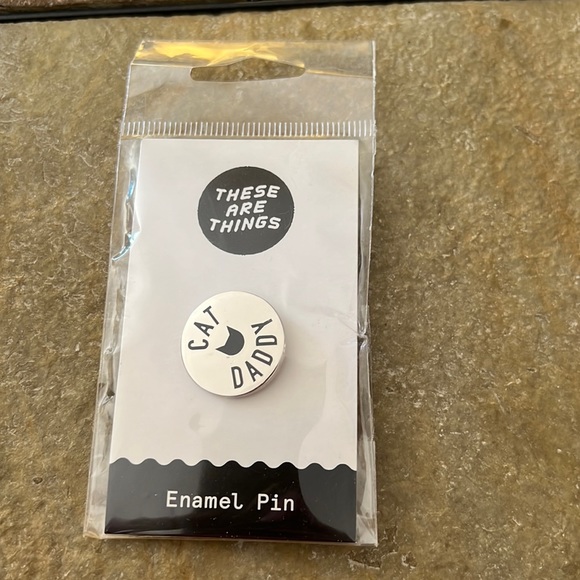 THESE
ARE
THINGS
CAT
DADDY
Enamel Pin